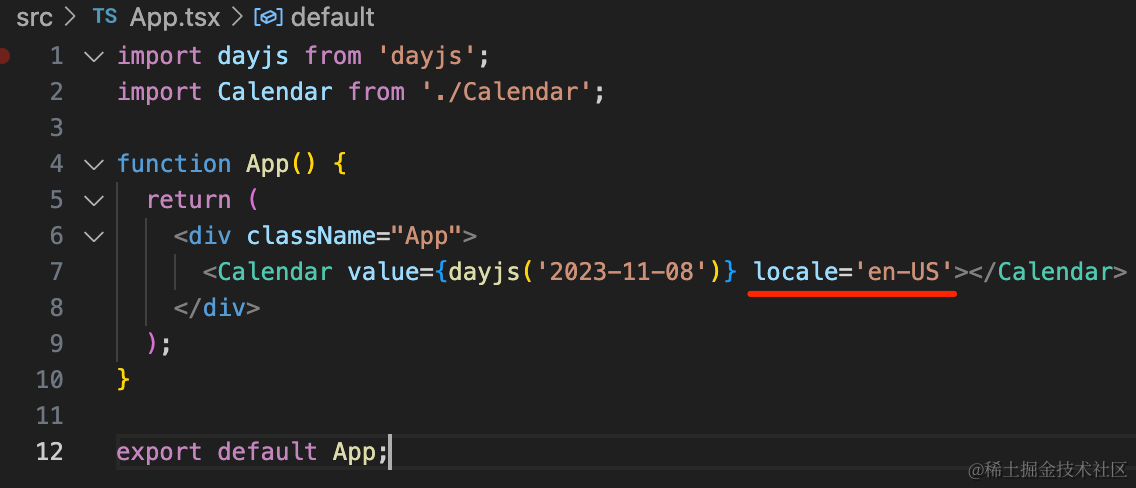 src > TS App.tsx > default
1 import dayjs from 'dayjs';
2 import Calendar from './Calendar';
3
4 function App() {
5 return (
6 <div className="App">
7 <Calendar value={dayjs('2023-11-08')} locale='en-US'></Calendar>
8 </div>
9 );
10 }
11
12 export default App;
@稀土掘金技术社区